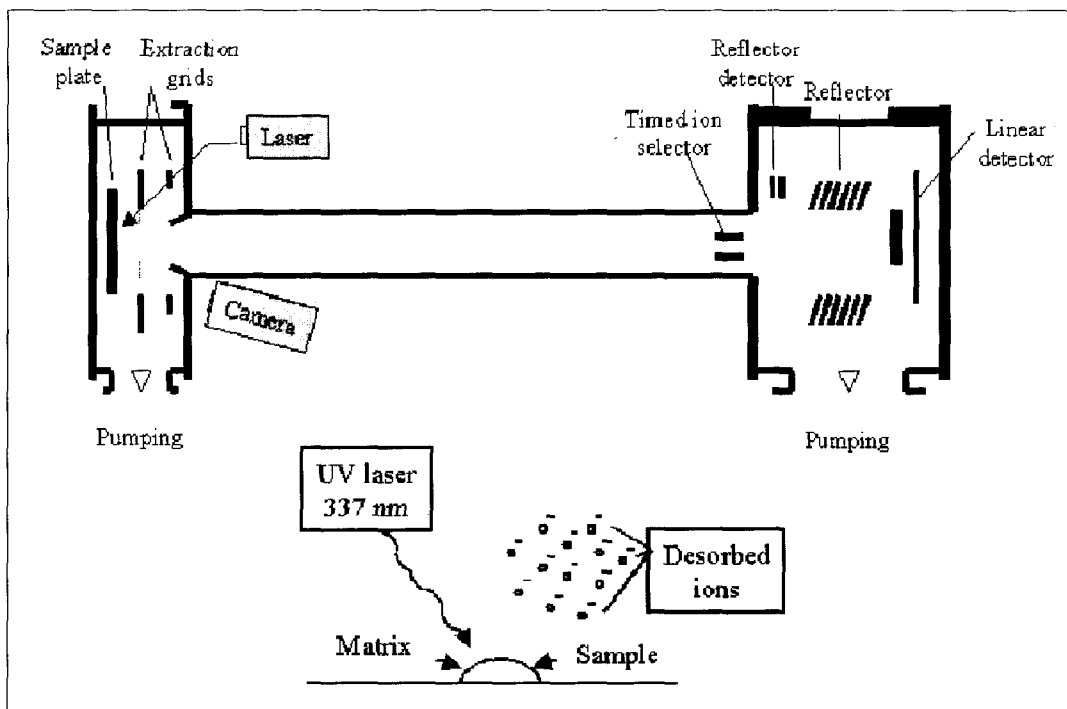 Sample
plate
Extraction
grids
Laser
Camera
Pumping
Timed ion
selector
Reflector
detector
Reflector
Linear
detector
Pumping
UV laser
337 nm
Desorbed
ions
Matrix
Sample